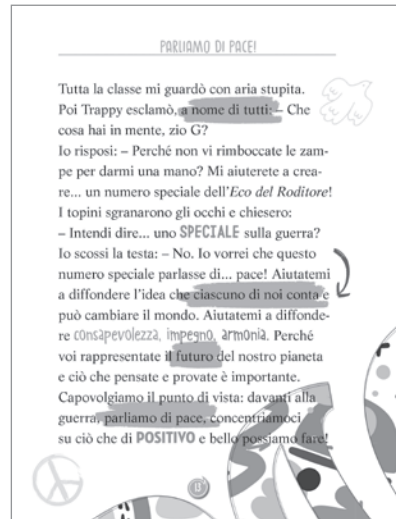 PARLIAMO DI PACE!
Tutta la classe mi guardò con aria stupita.
Poi Trappy esclamò, a nome di tutti: – Che
cosa hai in mente, zio G?
Io risposi: – Perché non vi rimboccate le zam-
pe per darmi una mano? Mi aiuterete a crea-
re... un numero speciale dell'Eco del Roditore!
I topini sgranarono gli occhi e chiesero:
– Intendi dire... uno SPECIALE sulla guerra?
Io scossi la testa: – No. Io vorrei che questo
numero speciale parlasse di... pace! Aiutatemi
a diffondere l'idea che ciascuno di noi conta e
può cambiare il mondo. Aiutatemi a diffonde-
re consapevolezza, impegno, armonia. Perché
voi rappresentate il futuro del nostro pianeta
e ciò che pensate e provate è importante.
Capovolgiamo il punto di vista: davanti alla
guerra, parliamo di pace, concentriamoci
su ciò che di POSITIVO e bello possiamo fare!